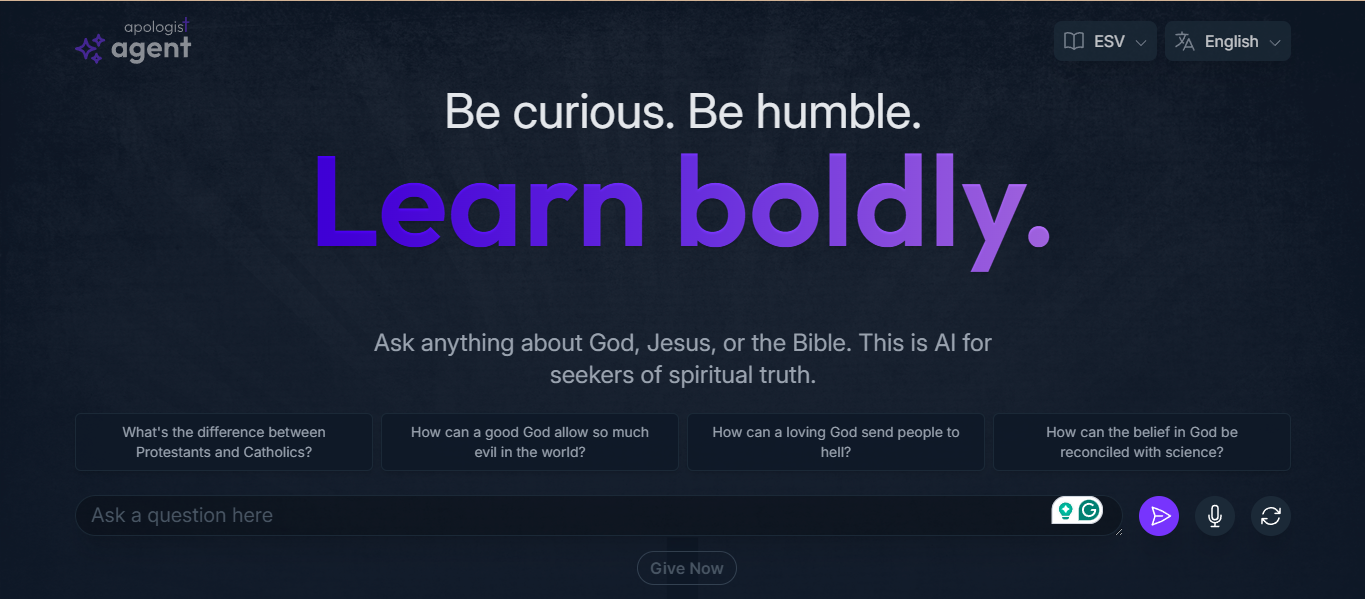 apologist
agent
ESV
English
Be curious. Be humble.
Learn boldly.
Ask anything about God, Jesus, or the Bible. This is AI for
seekers of spiritual truth.
What's the difference between
Protestants and Catholics?
How can a good God allow so much
evil in the world?
How can a loving God send people to
hell?
How can the belief in God be
reconciled with science?
Ask a question here
Give Now